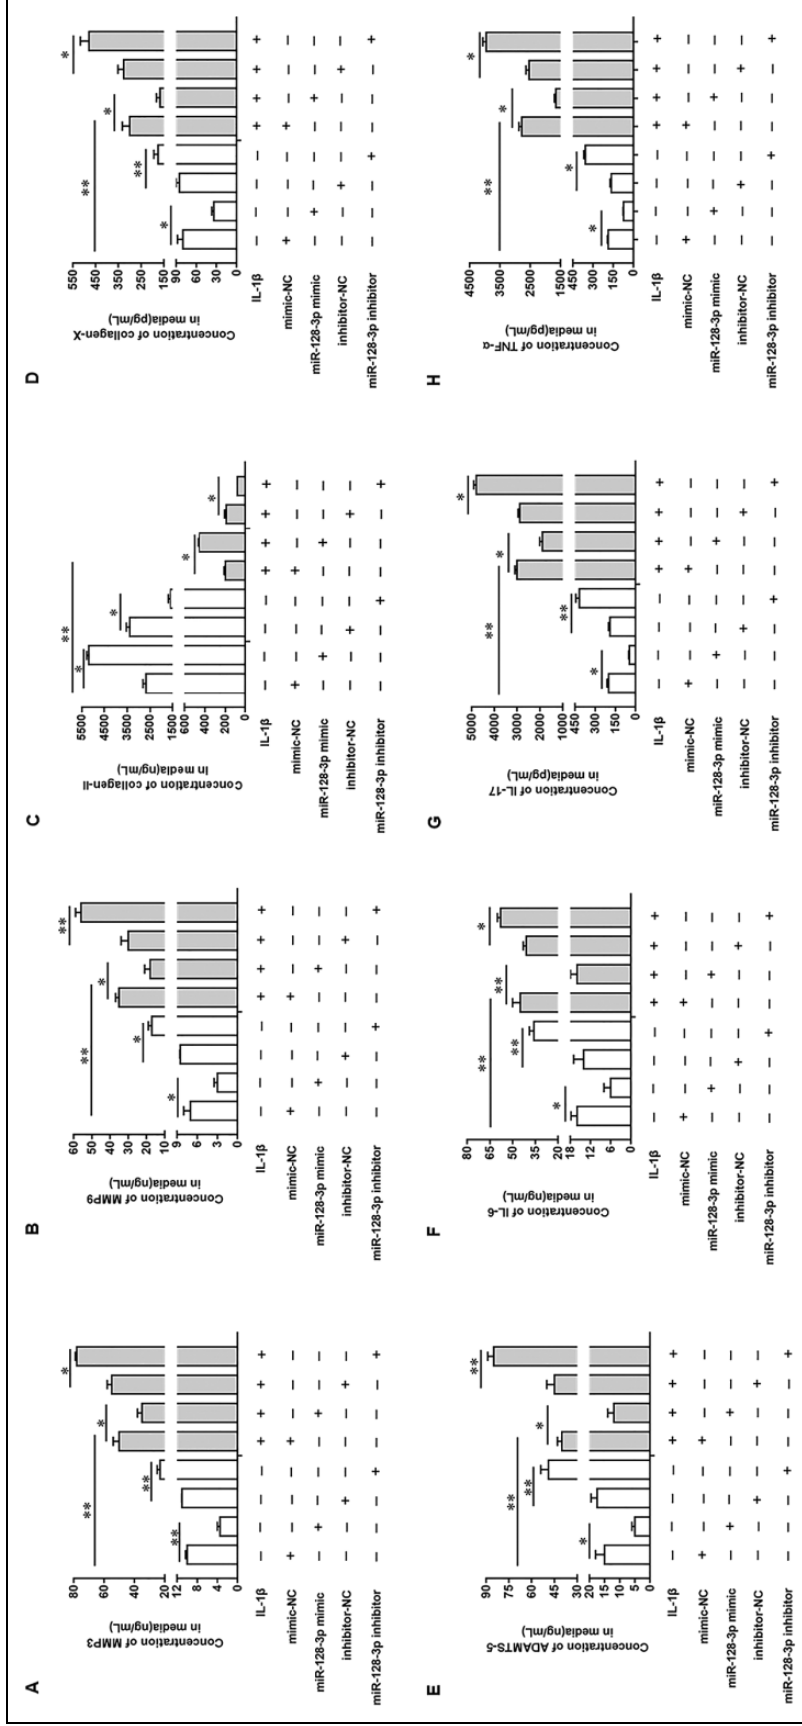 A
Concentration of MMP3
in media(ng/mL)
80
60
40
20
12
8
4
0
**
**
**
*
*
IL-1β − − − − + + + +
mimic-NC + − − − + − − −
miR-128-3p mimic − + − − − + − −
inhibitor-NC − − + − − − + −
miR-128-3p inhibitor − − − + − − − +
B
Concentration of MMP9
in media(ng/mL)
60
50
40
30
20
10
9
6
3
0
*
**
*
*
**
IL-1β − − − − + + + +
mimic-NC + − − − + − − −
miR-128-3p mimic − + − − − + − −
inhibitor-NC − − + − − − + −
miR-128-3p inhibitor − − − + − − − +
C
Concentration of collagen-II
in media(ng/mL)
5500
4500
3500
2500
1500
600
400
200
0
*
**
*
*
*
IL-1β − − − − + + + +
mimic-NC + − − − + − − −
miR-128-3p mimic − + − − − + − −
inhibitor-NC − − + − − − + −
miR-128-3p inhibitor − − − + − − − +
D
Concentration of collagen-X
in media(pg/mL)
550
450
350
250
150
90
60
30
0
*
**
**
*
*
IL-1β − − − − + + + +
mimic-NC + − − − + − − −
miR-128-3p mimic − + − − − + − −
inhibitor-NC − − + − − − + −
miR-128-3p inhibitor − − − + − − − +
E
Concentration of ADAMTS-5
in media(ng/mL)
90
75
60
45
30
20
15
10
5
0
*
**
**
*
**
IL-1β − − − − + + + +
mimic-NC + − − − + − − −
miR-128-3p mimic − + − − − + − −
inhibitor-NC − − + − − − + −
miR-128-3p inhibitor − − − + − − − +
F
Concentration of IL-6
in media(ng/mL)
80
65
50
35
20
18
12
6
0
*
**
**
**
*
IL-1β − − − − + + + +
mimic-NC + − − − + − − −
miR-128-3p mimic − + − − − + − −
inhibitor-NC − − + − − − + −
miR-128-3p inhibitor − − − + − − − +
G
Concentration of IL-17
in media(pg/mL)
5000
4000
3000
2000
1000
450
300
150
0
*
**
**
*
*
IL-1β − − − − + + + +
mimic-NC + − − − + − − −
miR-128-3p mimic − + − − − + − −
inhibitor-NC − − + − − − + −
miR-128-3p inhibitor − − − + − − − +
H
Concentration of TNF-α
in media(pg/mL)
4500
3500
2500
1500
450
300
150
0
*
**
*
*
*
IL-1β − − − − + + + +
mimic-NC + − − − + − − −
miR-128-3p mimic − + − − − + − −
inhibitor-NC − − + − − − + −
miR-128-3p inhibitor − − − + − − − +